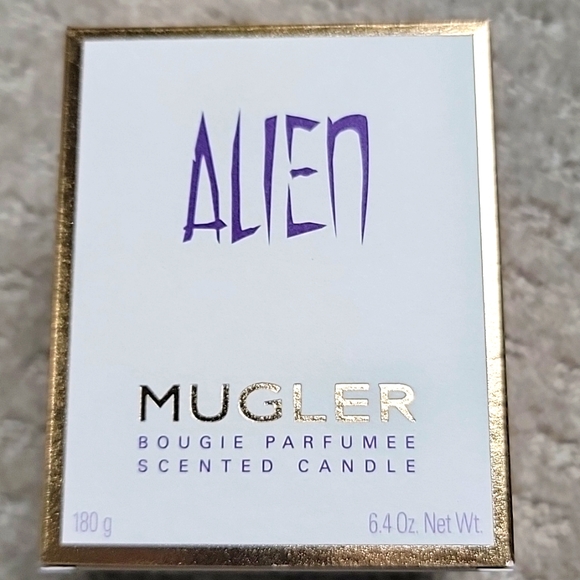 ALIEN
MUGLER
BOUGIE PARFUMEE
SCENTED CANDLE
180 g 6.4 Oz. Net Wt.